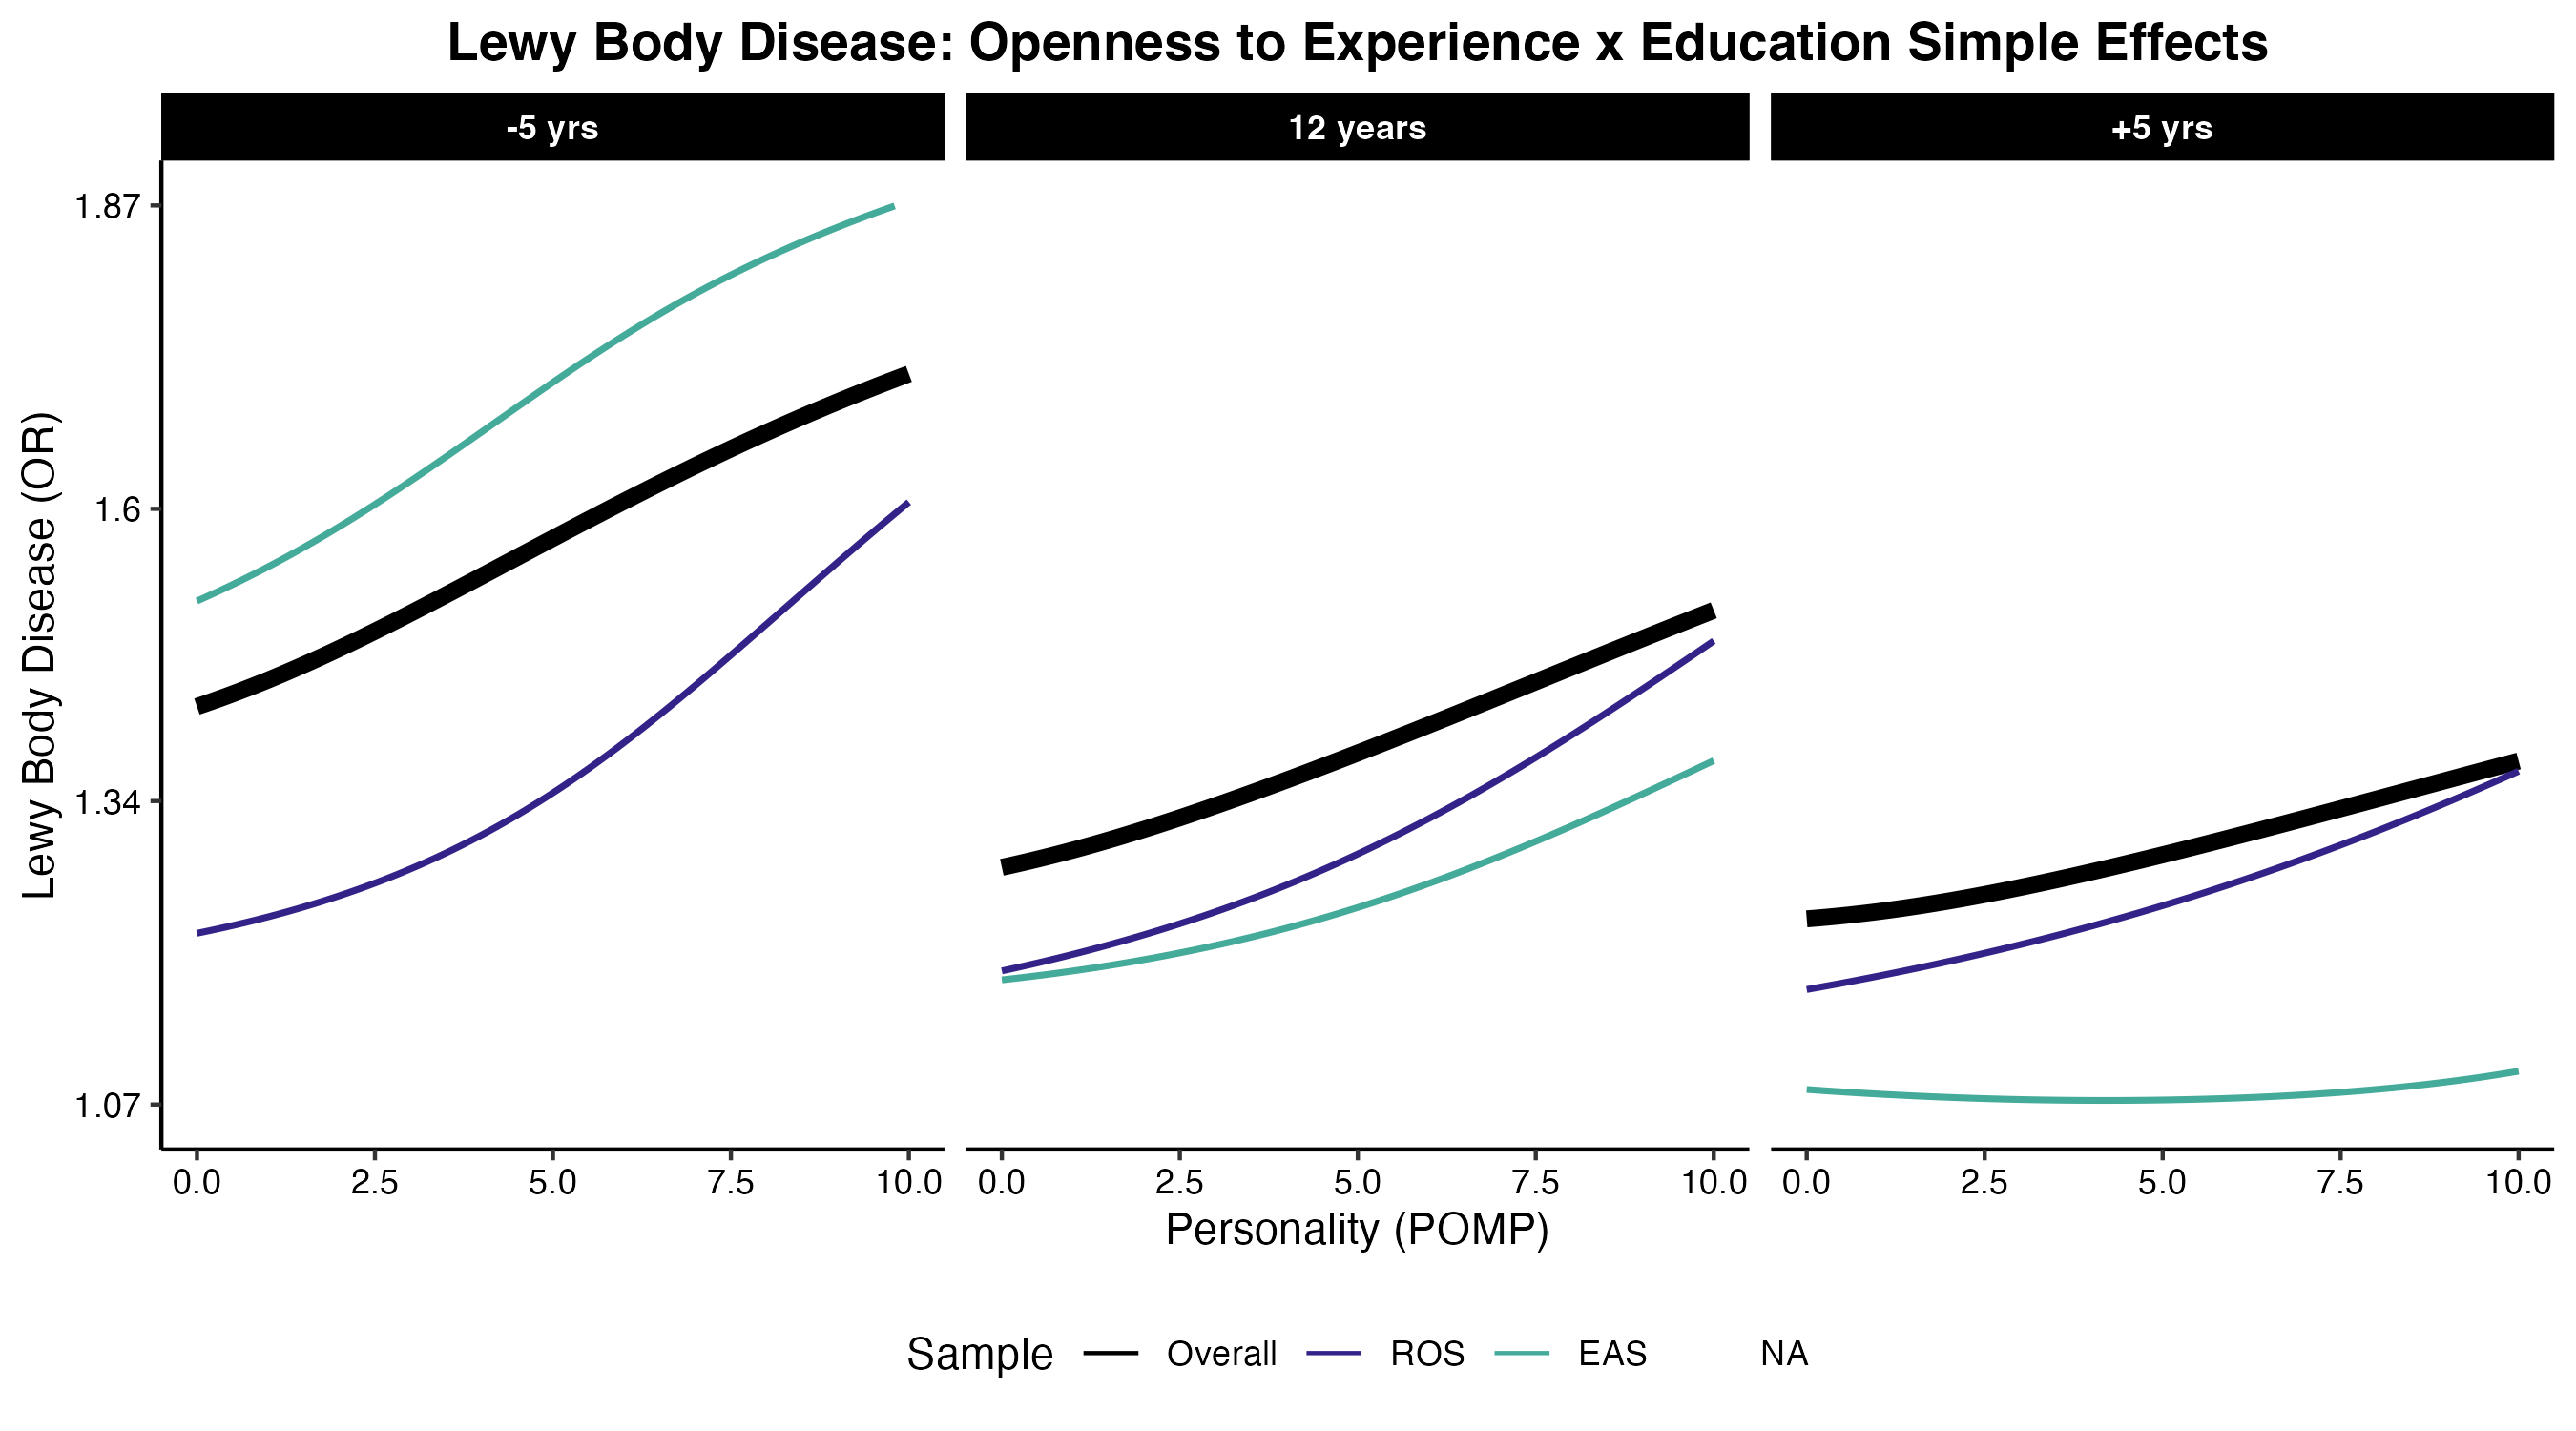 Lewy Body Disease: Openness to Experience x Education Simple Effects
-5 yrs
12 years
+5 yrs
Lewy Body Disease (OR)
1.87
1.6
1.34
1.07
0.0 2.5 5.0 7.5 10.0
0.0 2.5 5.0 7.5 10.0
0.0 2.5 5.0 7.5 10.0
Personality (POMP)
Sample Overall ROS EAS NA